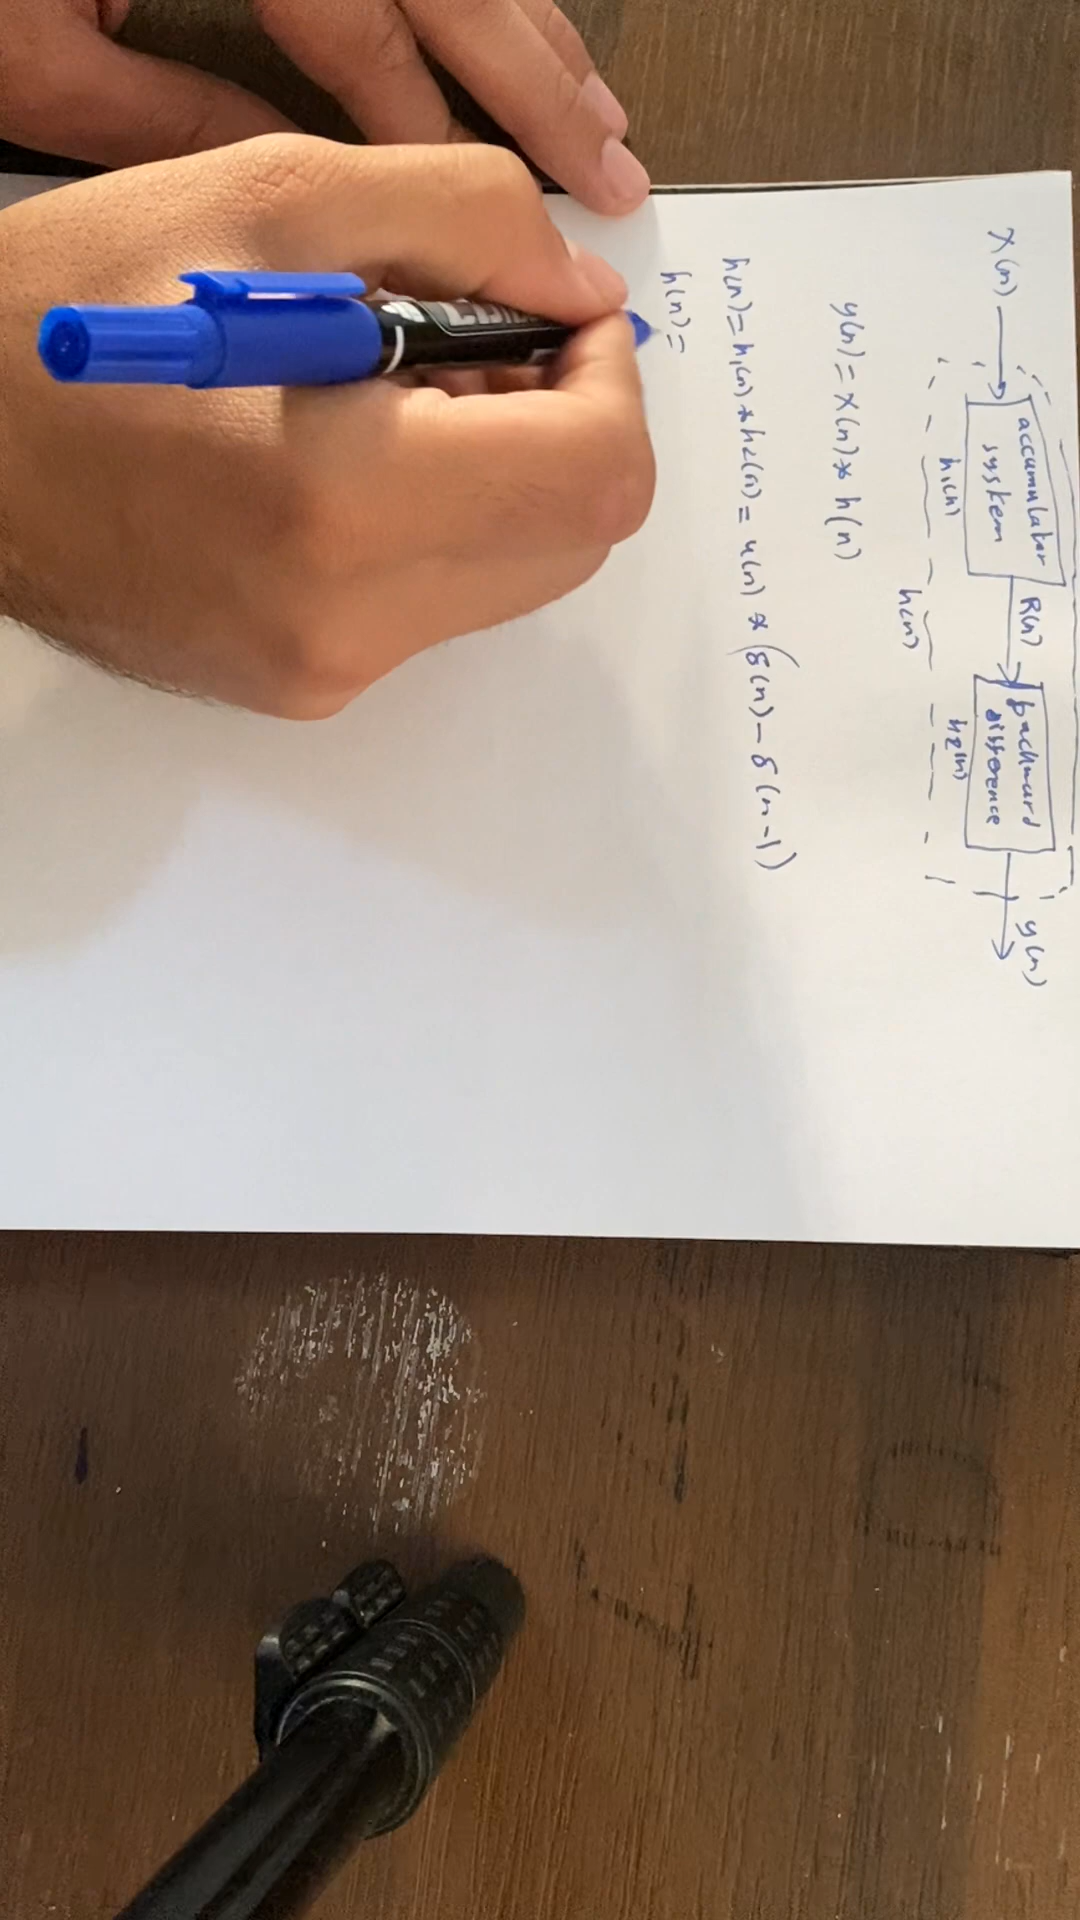 x(n) accumulator system R(n) backward difference y(n)
h1(n) h2(n)
h(n)
y(n) = x(n) * h(n)
h(n) = h1(n) * h2(n) = u(n) * (δ(n) - δ(n-1)
h(n) =